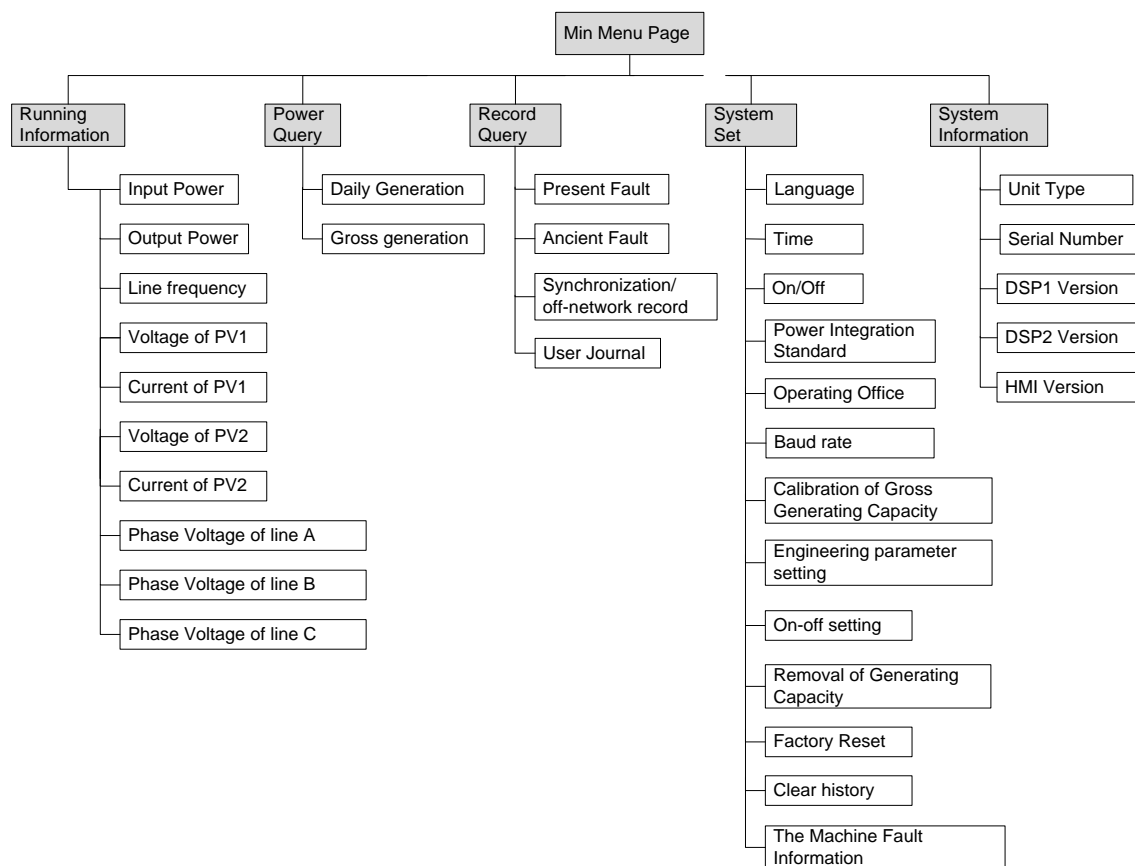 Min Menu Page
Running
Information
Power
Query
Record
Query
System
Set
System
Information
Input Power
Output Power
Line frequency
Voltage of PV1
Current of PV1
Voltage of PV2
Current of PV2
Phase Voltage of line A
Phase Voltage of line B
Phase Voltage of line C
Daily Generation
Gross generation
Present Fault
Ancient Fault
Synchronization/
off-network record
User Journal
Language
Time
On/Off
Power Integration
Standard
Operating Office
Baud rate
Calibration of Gross
Generating Capacity
Engineering parameter
setting
On-off setting
Removal of Generating
Capacity
Factory Reset
Clear history
The Machine Fault
Information
Unit Type
Serial Number
DSP1 Version
DSP2 Version
HMI Version